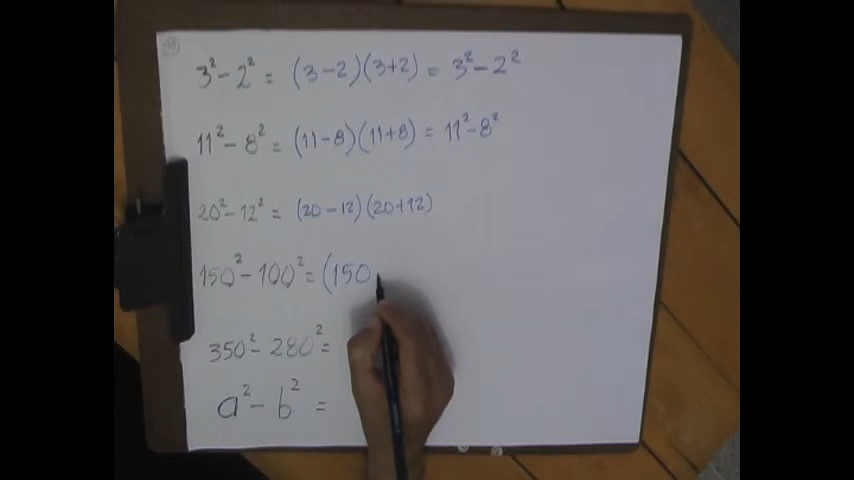 3² - 2² = (3 - 2)(3+2) = 3² - 2²
11² - 8² = (11 - 8)(11 + 8) = 11² - 8²
20² - 12² = (20 - 12)(20+12)
150² - 100² = (150
350² - 280² =
a² - b² =